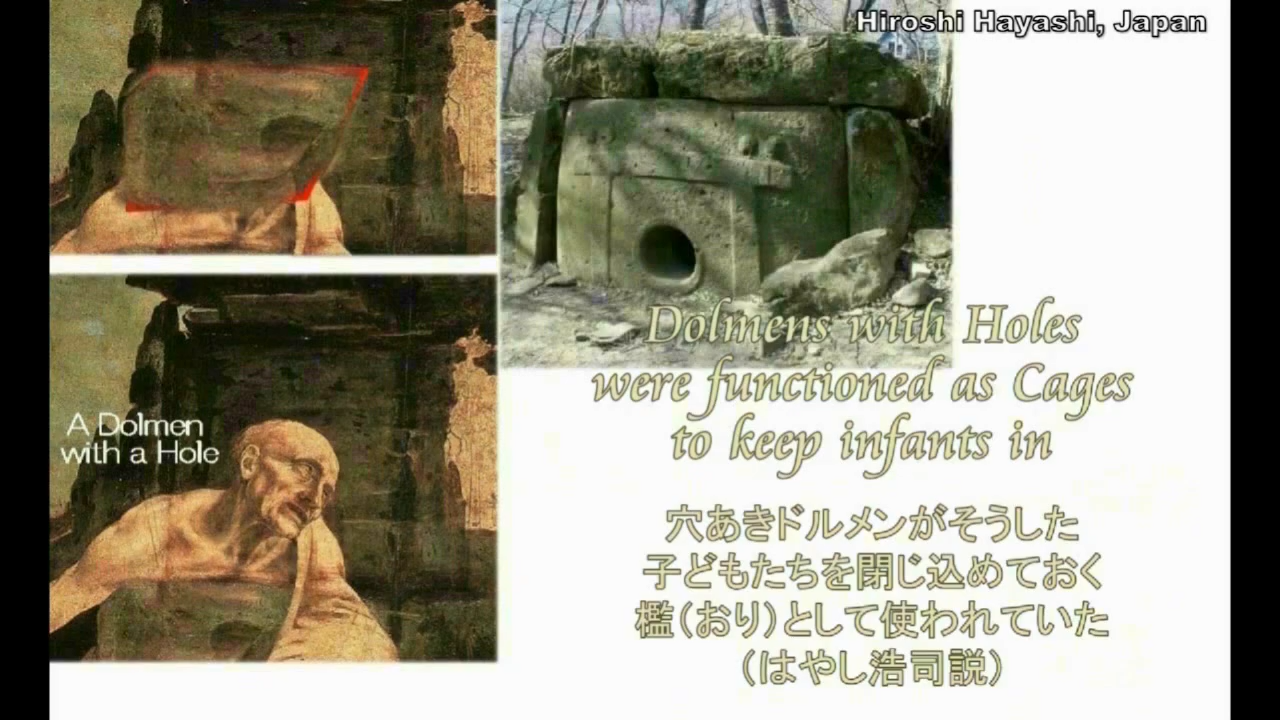 Hiroshi Hayashi, Japan
A Dolmen
with a Hole
Dolmens with Holes
were functioned as Cages
to keep infants in
穴あきドルメンがそうした
子どもたちを閉じ込めておく
檻(おり)として使われていた
(はやし浩司説)